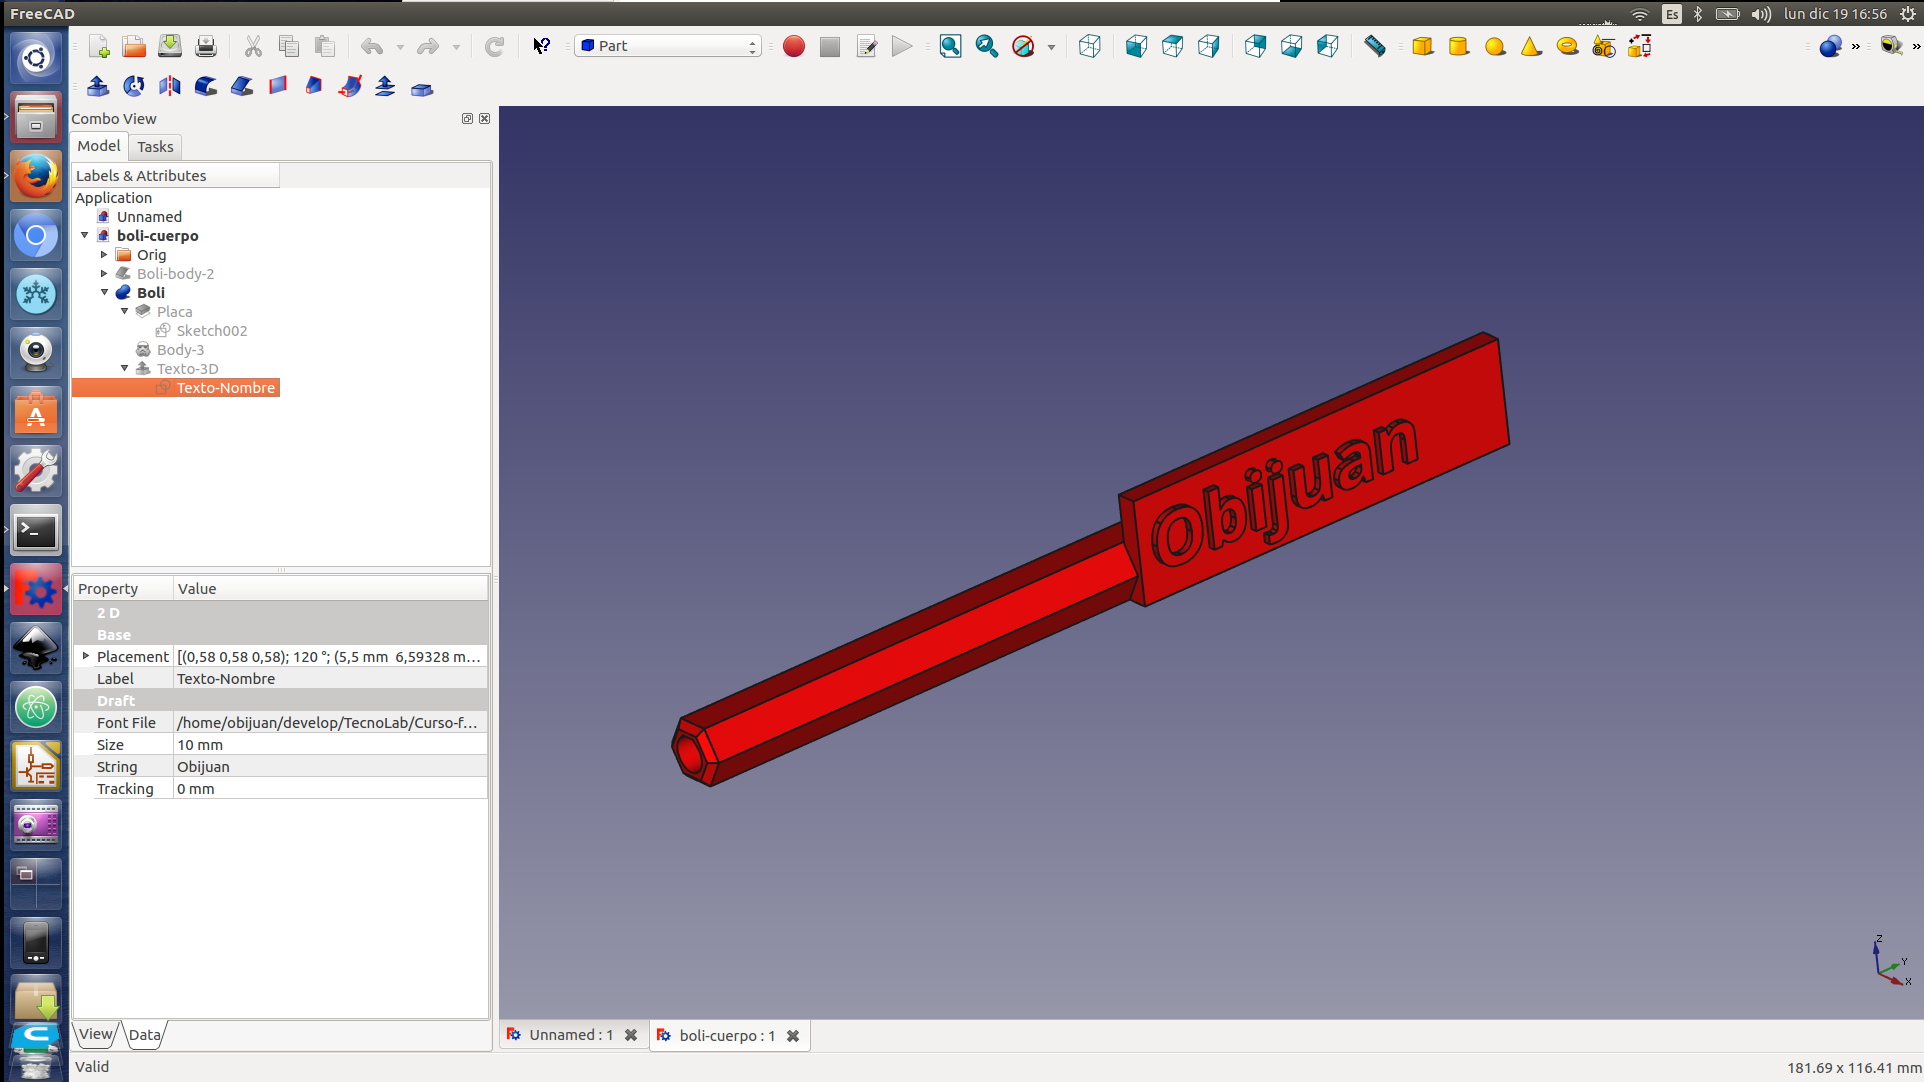 FreeCAD
Es
lun dic 19 16:56
Part
Combo View
Model
Tasks
Labels & Attributes
Application
Unnamed
boli-cuerpo
Orig
Boli-body-2
Boli
Placa
Sketch002
Body-3
Texto-3D
Texto-Nombre
Property Value
2 D
Base
Placement [(0,58 0,58 0,58); 120 °; (5,5 mm 6,59328 m...
Label Texto-Nombre
Draft
Font File /home/obijuan/develop/TecnoLab/Curso-f...
Size 10 mm
String Obijuan
Tracking 0 mm
View
Data
Obijuan
Z
Y
X
Unnamed : 1
boli-cuerpo : 1
Valid
181.69 x 116.41 mm